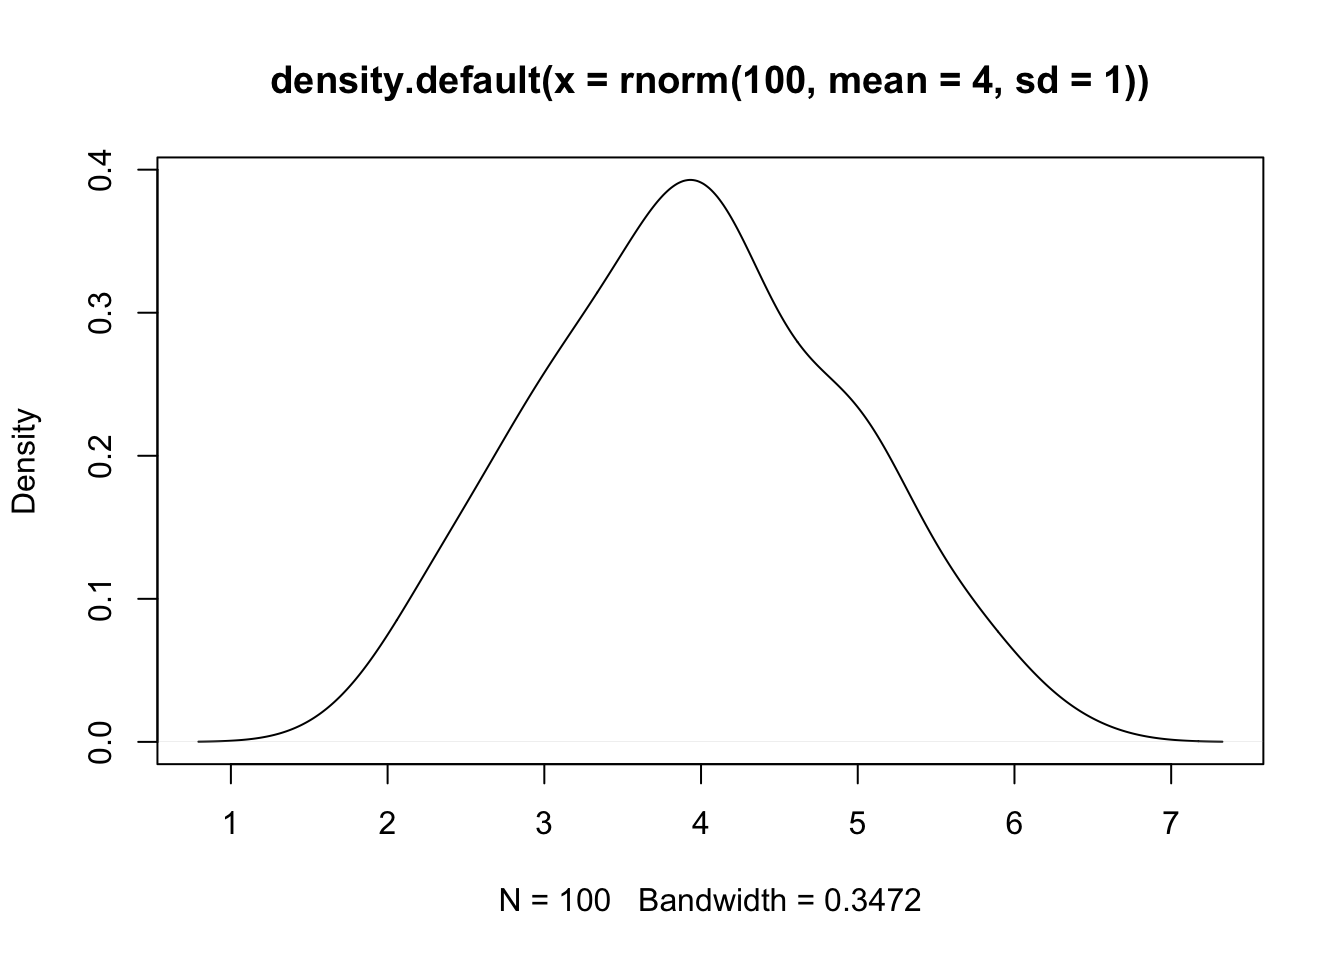 density.default(x = rnorm(100, mean = 4, sd = 1))
0.4
0.3
0.2
0.1
0.0
Density
1 2 3 4 5 6 7
N = 100 Bandwidth = 0.3472